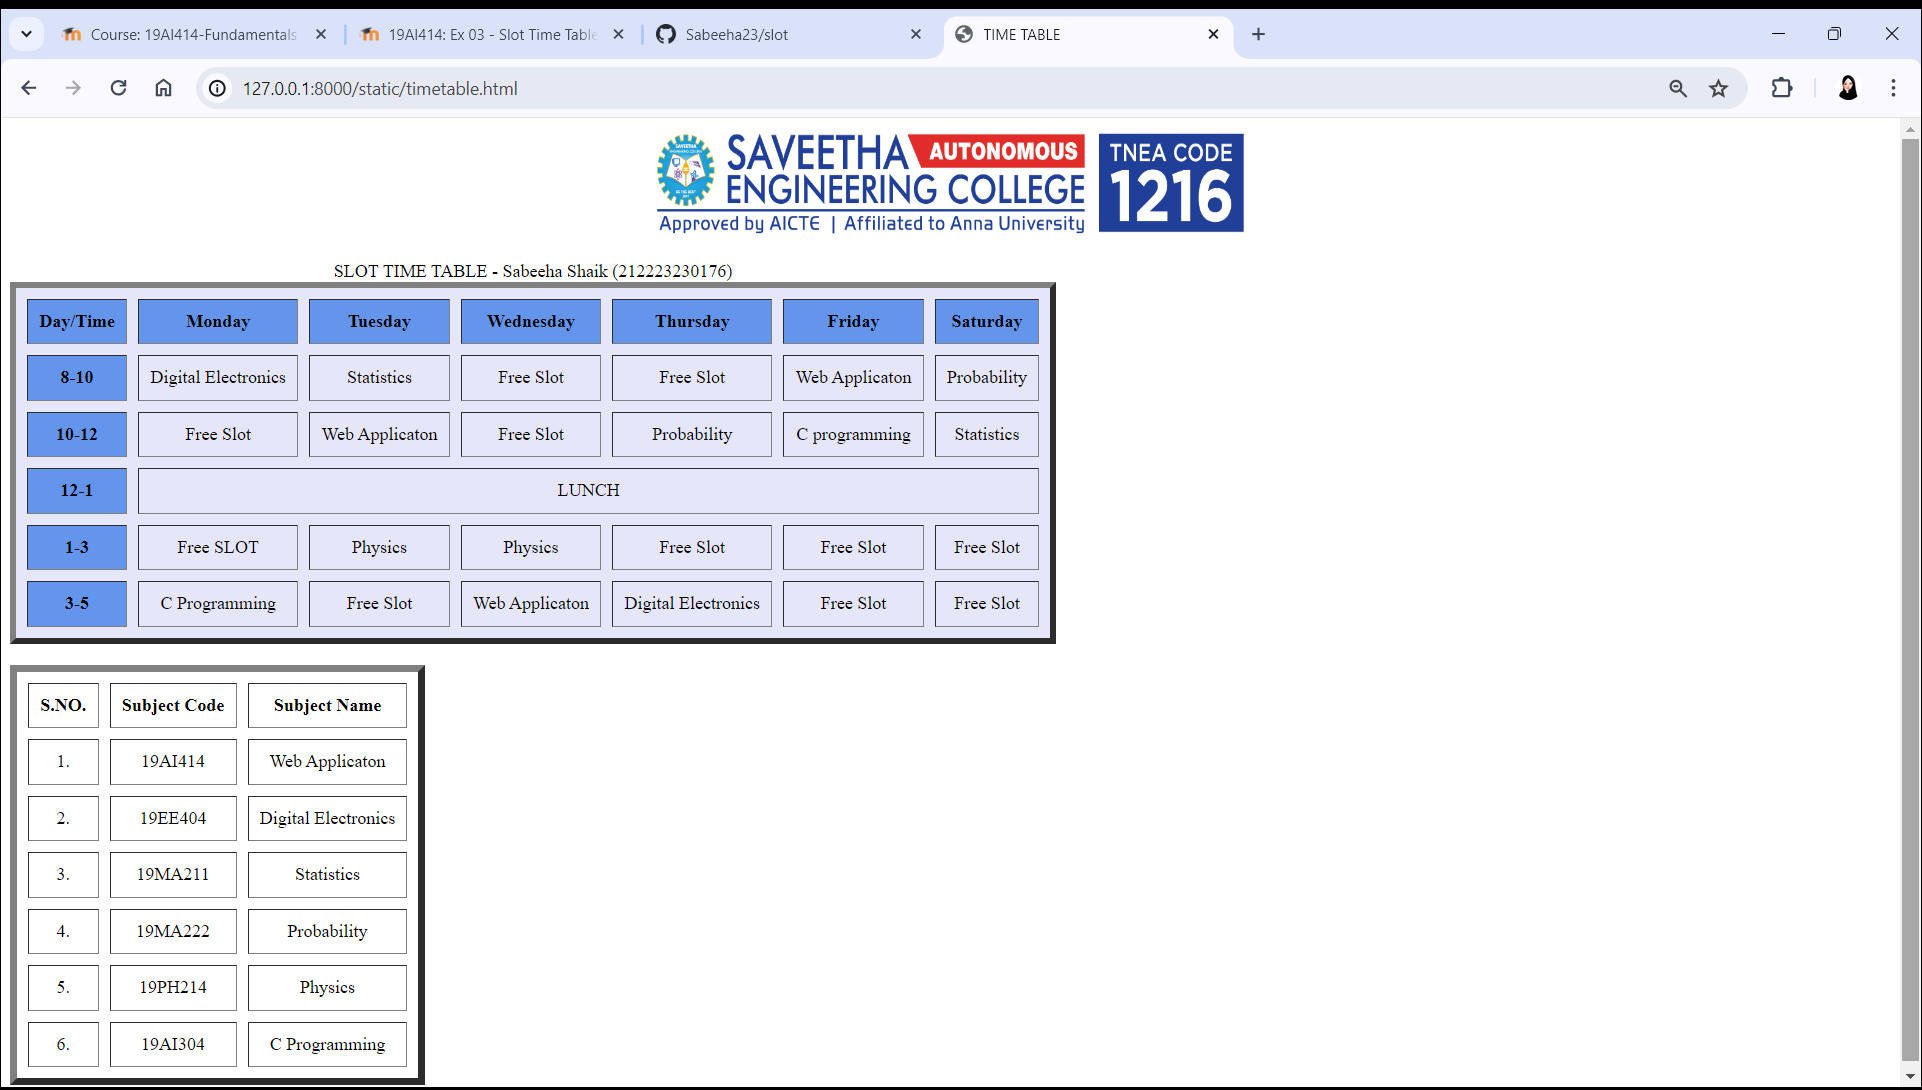 Course: 19AI414-Fundamentals
19AI414: Ex 03 - Slot Time Table
Sabeeha23/slot
TIME TABLE
127.0.0.1:8000/static/timetable.html
SAVEETHA AUTONOMOUS
ENGINEERING COLLEGE
Approved by AICTE | Affiliated to Anna University
TNEA CODE
1216
SLOT TIME TABLE - Sabeeha Shaik (212223230176)
Day/Time Monday Tuesday Wednesday Thursday Friday Saturday
8-10 Digital Electronics Statistics Free Slot Free Slot Web Applicaton Probability
10-12 Free Slot Web Applicaton Free Slot Probability C programming Statistics
12-1 LUNCH
1-3 Free SLOT Physics Physics Free Slot Free Slot Free Slot
3-5 C Programming Free Slot Web Applicaton Digital Electronics Free Slot Free Slot
S.NO. Subject Code Subject Name
1. 19AI414 Web Applicaton
2. 19EE404 Digital Electronics
3. 19MA211 Statistics
4. 19MA222 Probability
5. 19PH214 Physics
6. 19AI304 C Programming